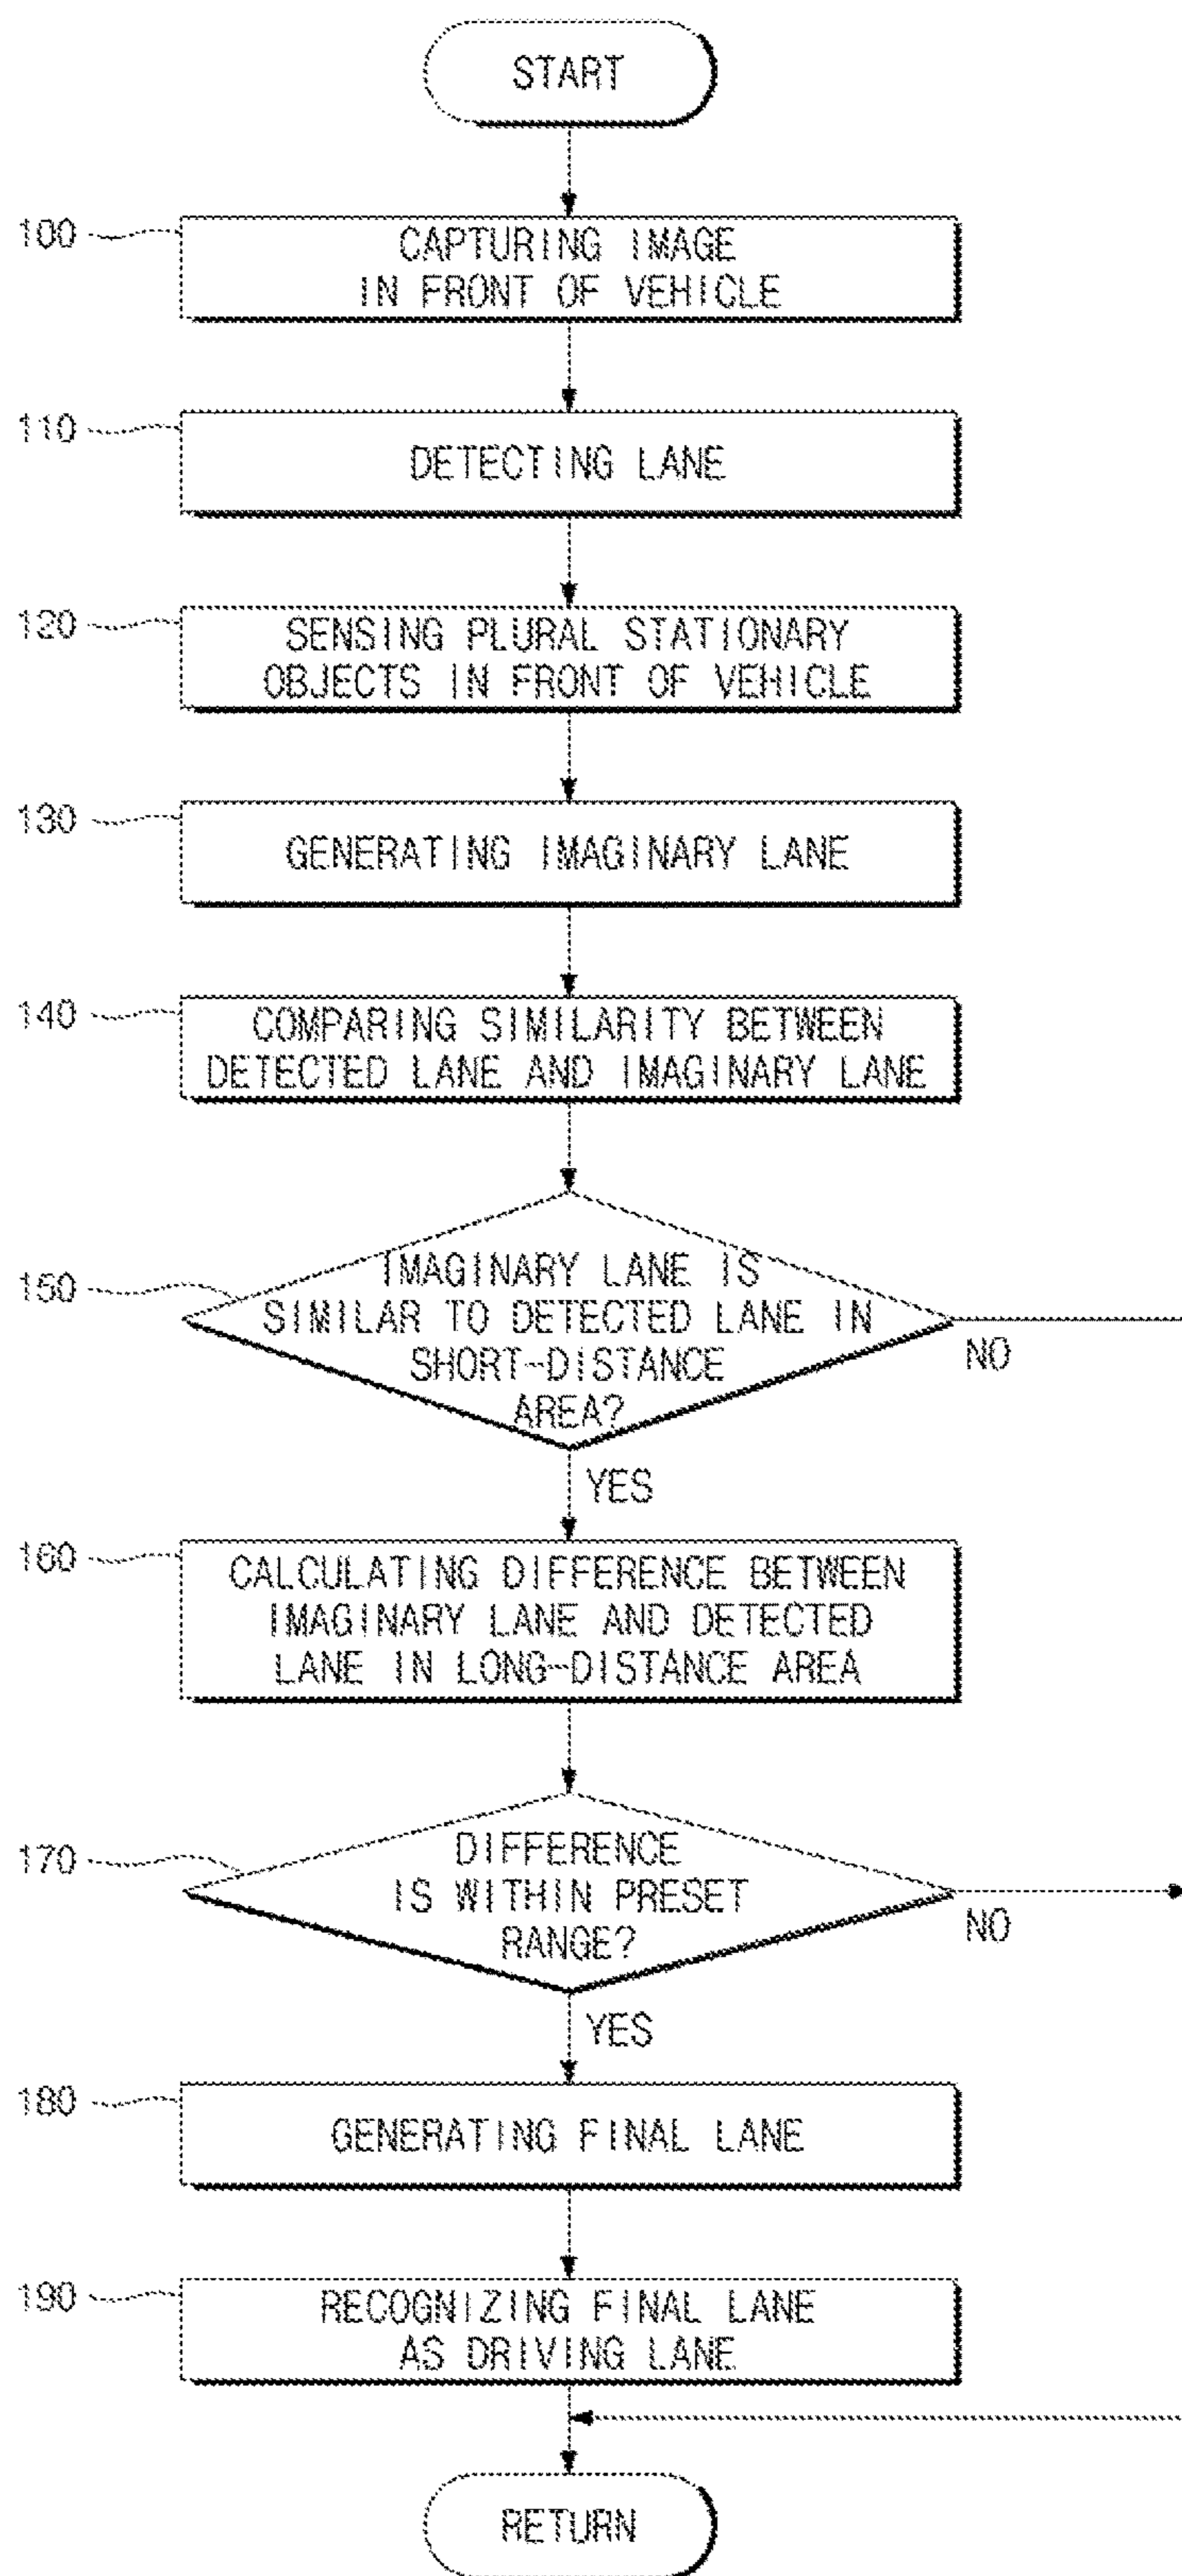 START
100
CAPTURING IMAGE
IN FRONT OF VEHICLE
110
DETECTING LANE
120
SENSING PLURAL STATIONARY
OBJECTS IN FRONT OF VEHICLE
130
GENERATING IMAGINARY LANE
140
COMPARING SIMILARITY BETWEEN
DETECTED LANE AND IMAGINARY LANE
150
IMAGINARY LANE IS
SIMILAR TO DETECTED LANE IN
SHORT-DISTANCE
AREA?
NO
YES
160
CALCULATING DIFFERENCE BETWEEN
IMAGINARY LANE AND DETECTED
LANE IN LONG-DISTANCE AREA
170
DIFFERENCE
IS WITHIN PRESET
RANGE?
NO
YES
180
GENERATING FINAL LANE
190
RECOGNIZING FINAL LANE
AS DRIVING LANE
RETURN